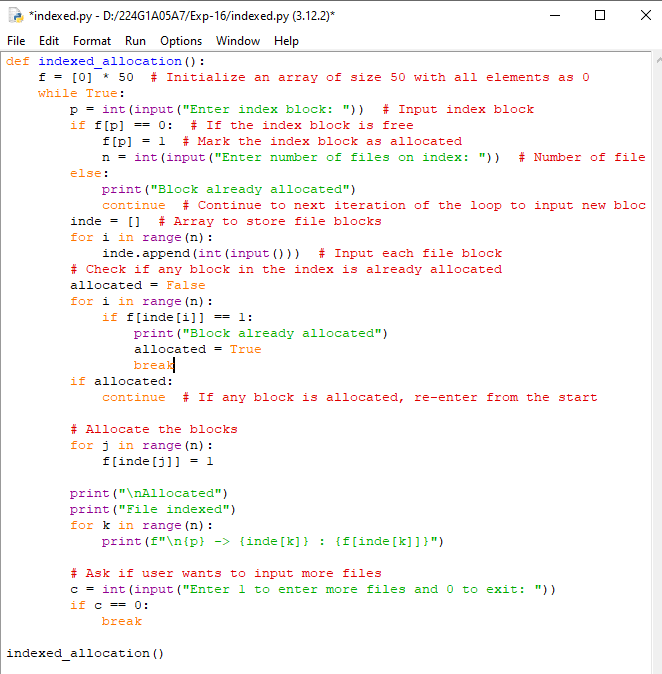 *indexed.py - D:/224G1A05A7/Exp-16/indexed.py (3.12.2)*
File Edit Format Run Options Window Help
def indexed_allocation():
    f = [0] * 50  # Initialize an array of size 50 with all elements as 0
    while True:
        p = int(input("Enter index block: "))  # Input index block
        if f[p] == 0:  # If the index block is free
            f[p] = 1  # Mark the index block as allocated
            n = int(input("Enter number of files on index: "))  # Number of file
        else:
            print("Block already allocated")
            continue  # Continue to next iteration of the loop to input new bloc
        inde = []  # Array to store file blocks
        for i in range(n):
            inde.append(int(input()))  # Input each file block
        # Check if any block in the index is already allocated
        allocated = False
        for i in range(n):
            if f[inde[i]] == 1:
                print("Block already allocated")
                allocated = True
                break
        if allocated:
            continue  # If any block is allocated, re-enter from the start

        # Allocate the blocks
        for j in range(n):
            f[inde[j]] = 1

        print("\nAllocated")
        print("File indexed")
        for k in range(n):
            print(f"\n{p} -> {inde[k]} : {f[inde[k]]}")

        # Ask if user wants to input more files
        c = int(input("Enter 1 to enter more files and 0 to exit: "))
        if c == 0:
            break

indexed_allocation()